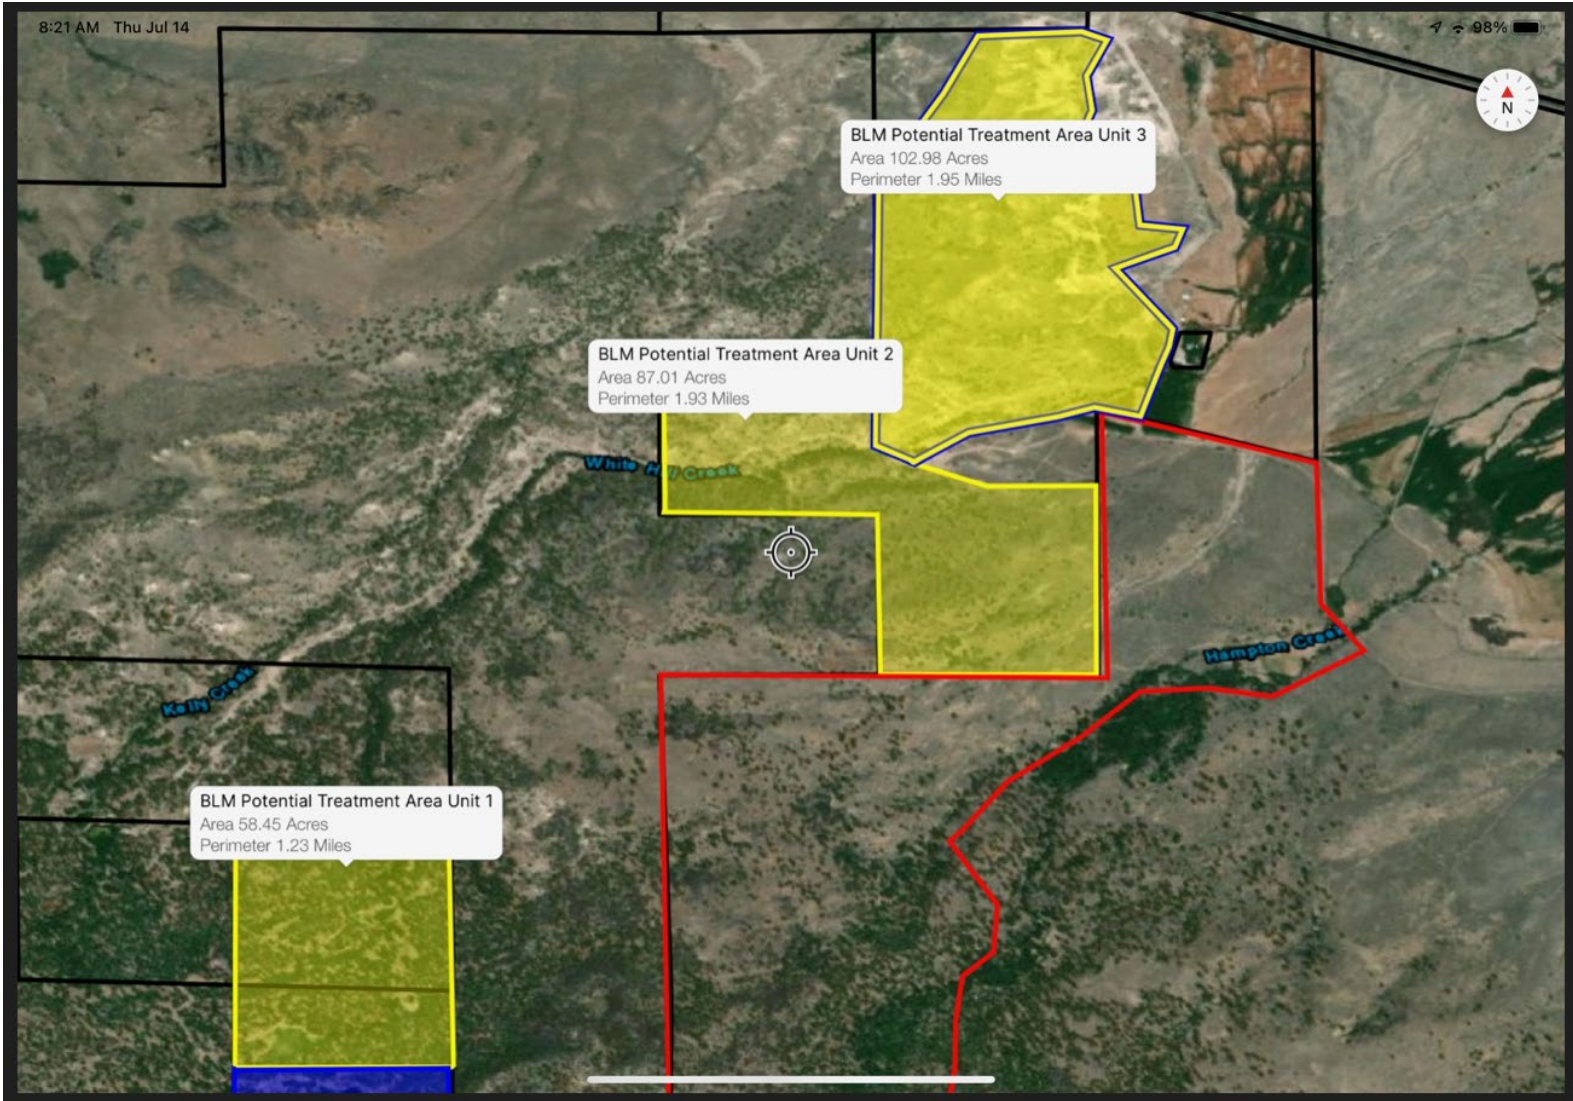 8:21 AM Thu Jul 14
98%
N
BLM Potential Treatment Area Unit 3
Area 102.98 Acres
Perimeter 1.95 Miles
BLM Potential Treatment Area Unit 2
Area 87.01 Acres
Perimeter 1.93 Miles
White Hill Creek
Hampton Creek
Kelly Creek
BLM Potential Treatment Area Unit 1
Area 58.45 Acres
Perimeter 1.23 Miles